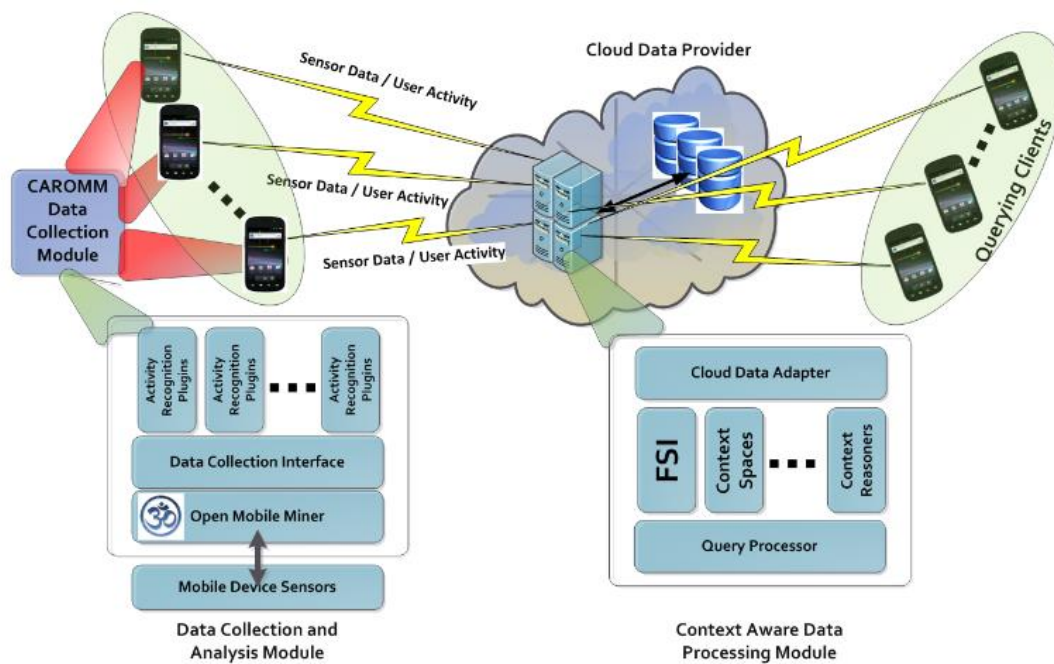 Cloud Data Provider
Sensor Data / User Activity
Sensor Data / User Activity
Sensor Data / User Activity
Querying Clients
CAROMM
Data
Collection
Module
Activity
Recognition
Plugins
Activity
Recognition
Plugins
Activity
Recognition
Plugins
Data Collection Interface
ॐ
Open Mobile Miner
Mobile Device Sensors
Data Collection and
Analysis Module
Cloud Data Adapter
FSI
Context
Spaces
Context
Reasoners
Query Processor
Context Aware Data
Processing Module